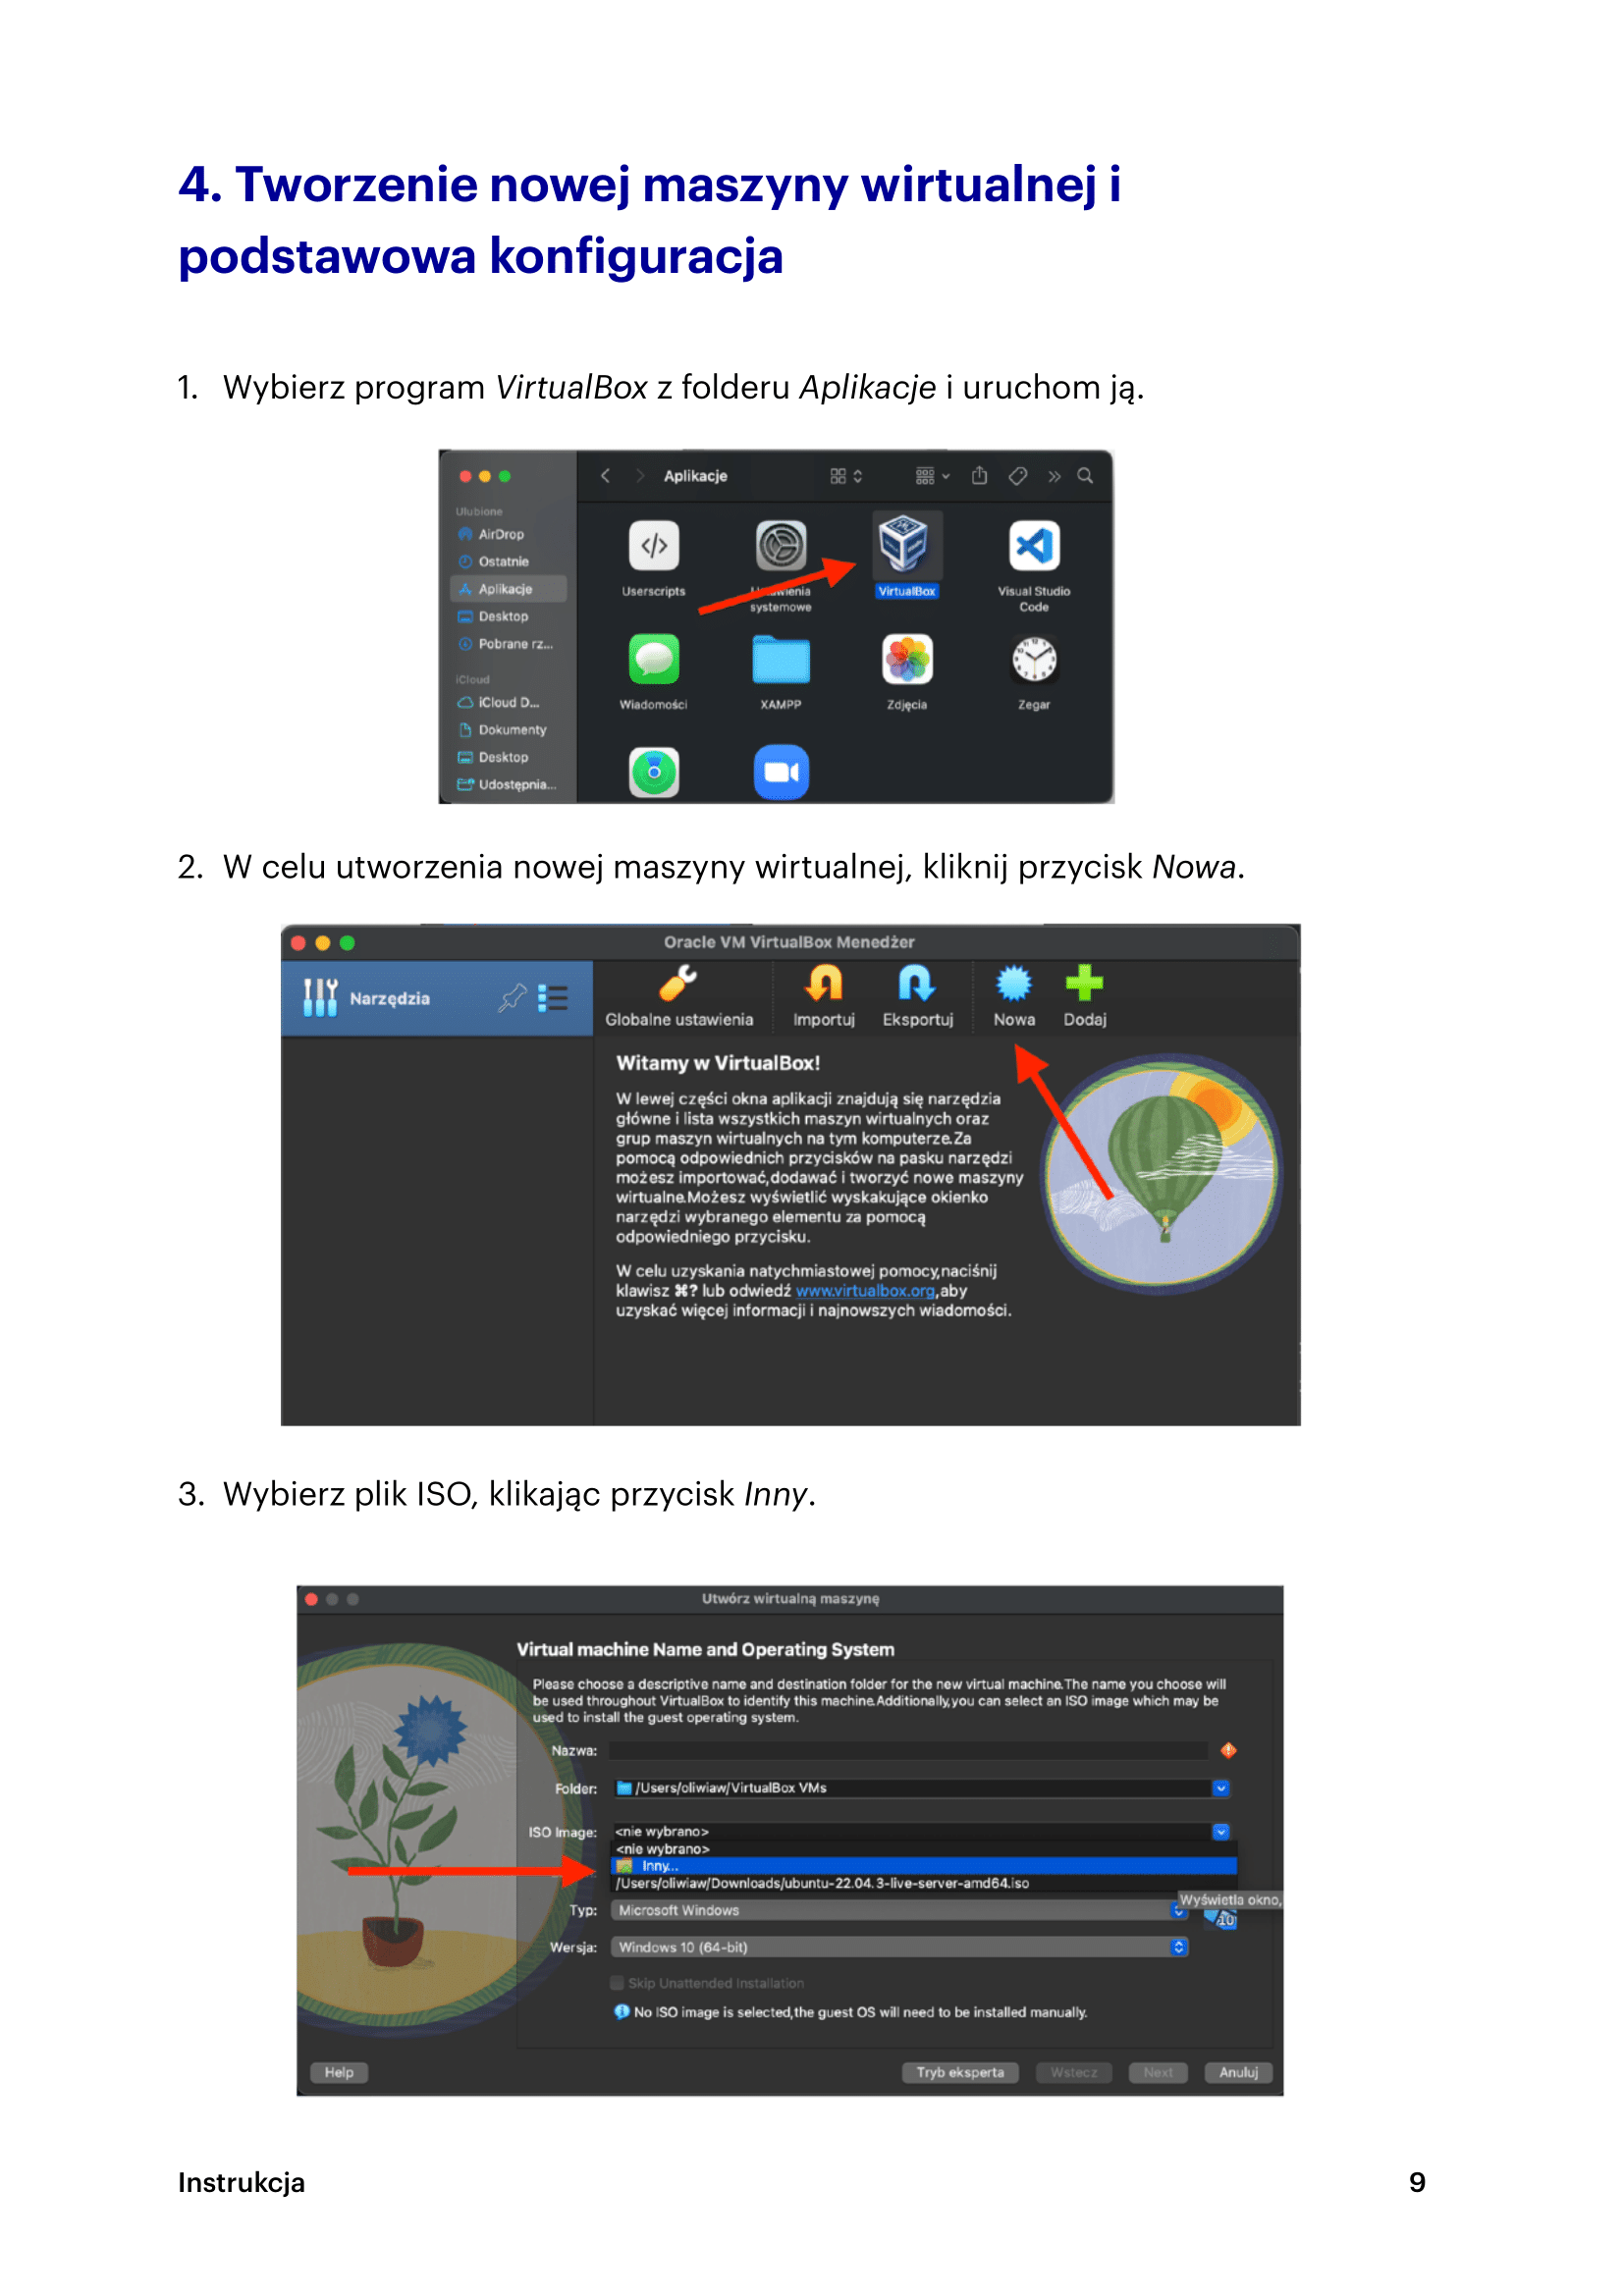 4. Tworzenie nowej maszyny wirtualnej i
podstawowa konfiguracja
1. Wybierz program VirtualBox z folderu Aplikacje i uruchom ją.
Aplikacje
Ulubione
AirDrop
Ostatnie
Aplikacje
Desktop
Pobrane rz...
iCloud
iCloud D...
Dokumenty
Desktop
Udostępnia...
Userscripts
systemowe
VirtualBox
Visual Studio
Code
Wiadomości
XAMPP
Zdjęcia
Zegar
2. W celu utworzenia nowej maszyny wirtualnej, kliknij przycisk Nowa.
Oracle VM VirtualBox Menedżer
Narzędzia
Globalne ustawienia
Importuj
Eksportuj
Nowa
Dodaj
Witamy w VirtualBox!
W lewej części okna aplikacji znajdują się narzędzia
główne i lista wszystkich maszyn wirtualnych oraz
grup maszyn wirtualnych na tym komputerze.Za
pomocą odpowiednich przycisków na pasku narzędzi
możesz importować,dodawać i tworzyć nowe maszyny
wirtualne.Możesz wyświetlić wyskakujące okienko
narzędzi wybranego elementu za pomocą
odpowiedniego przycisku.
W celu uzyskania natychmiastowej pomocy,naciśnij
klawisz ⌘? lub odwiedź www.virtualbox.org,aby
uzyskać więcej informacji i najnowszych wiadomości.
3. Wybierz plik ISO, klikając przycisk Inny.
Utwórz wirtualną maszynę
Virtual machine Name and Operating System
Please choose a descriptive name and destination folder for the new virtual machine.The name you choose will
be used throughout VirtualBox to identify this machine.Additionally,you can select an ISO image which may be
used to install the guest operating system.
Nazwa:
Folder: /Users/oliwiaw/VirtualBox VMs
ISO Image: <nie wybrano>
<nie wybrano>
Inny...
/Users/oliwiaw/Downloads/ubuntu-22.04.3-live-server-amd64.iso
Wyświetla okno,
Typ: Microsoft Windows
10
Wersja: Windows 10 (64-bit)
Skip Unattended Installation
No ISO image is selected,the guest OS will need to be installed manually.
Help
Tryb eksperta
Wstecz
Next
Anuluj
Instrukcja
9